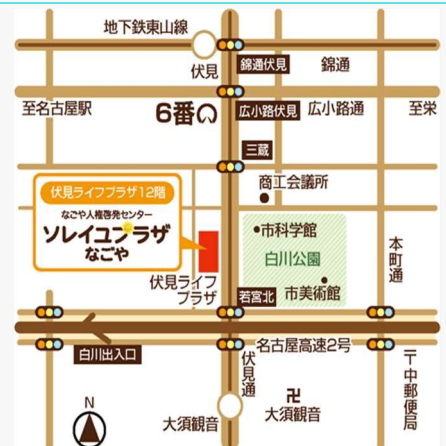 地下鉄東山線
伏見
錦通伏見
錦通
至名古屋駅
6番
広小路伏見
広小路通
至栄
三蔵
商工会議所
伏見ライフプラザ12階
なごや人権啓発センター
ソレイユプラザ
なごや
市科学館
白川公園
本町通
伏見ライフ
プラザ
若宮北
市美術館
白川出入口
名古屋高速2号
伏見通
〒中郵便局
N
大須観音
卍
大須観音